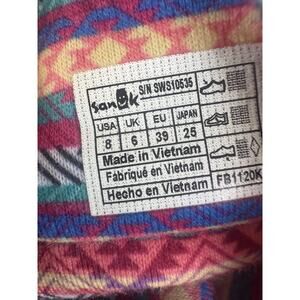 sanuk S/N SWS10535
USA UK EU JAPAN
8 6 39 25
Made in Vietnam
Fabriqué en Vietnam
Hecho en Vietnam FB1120K